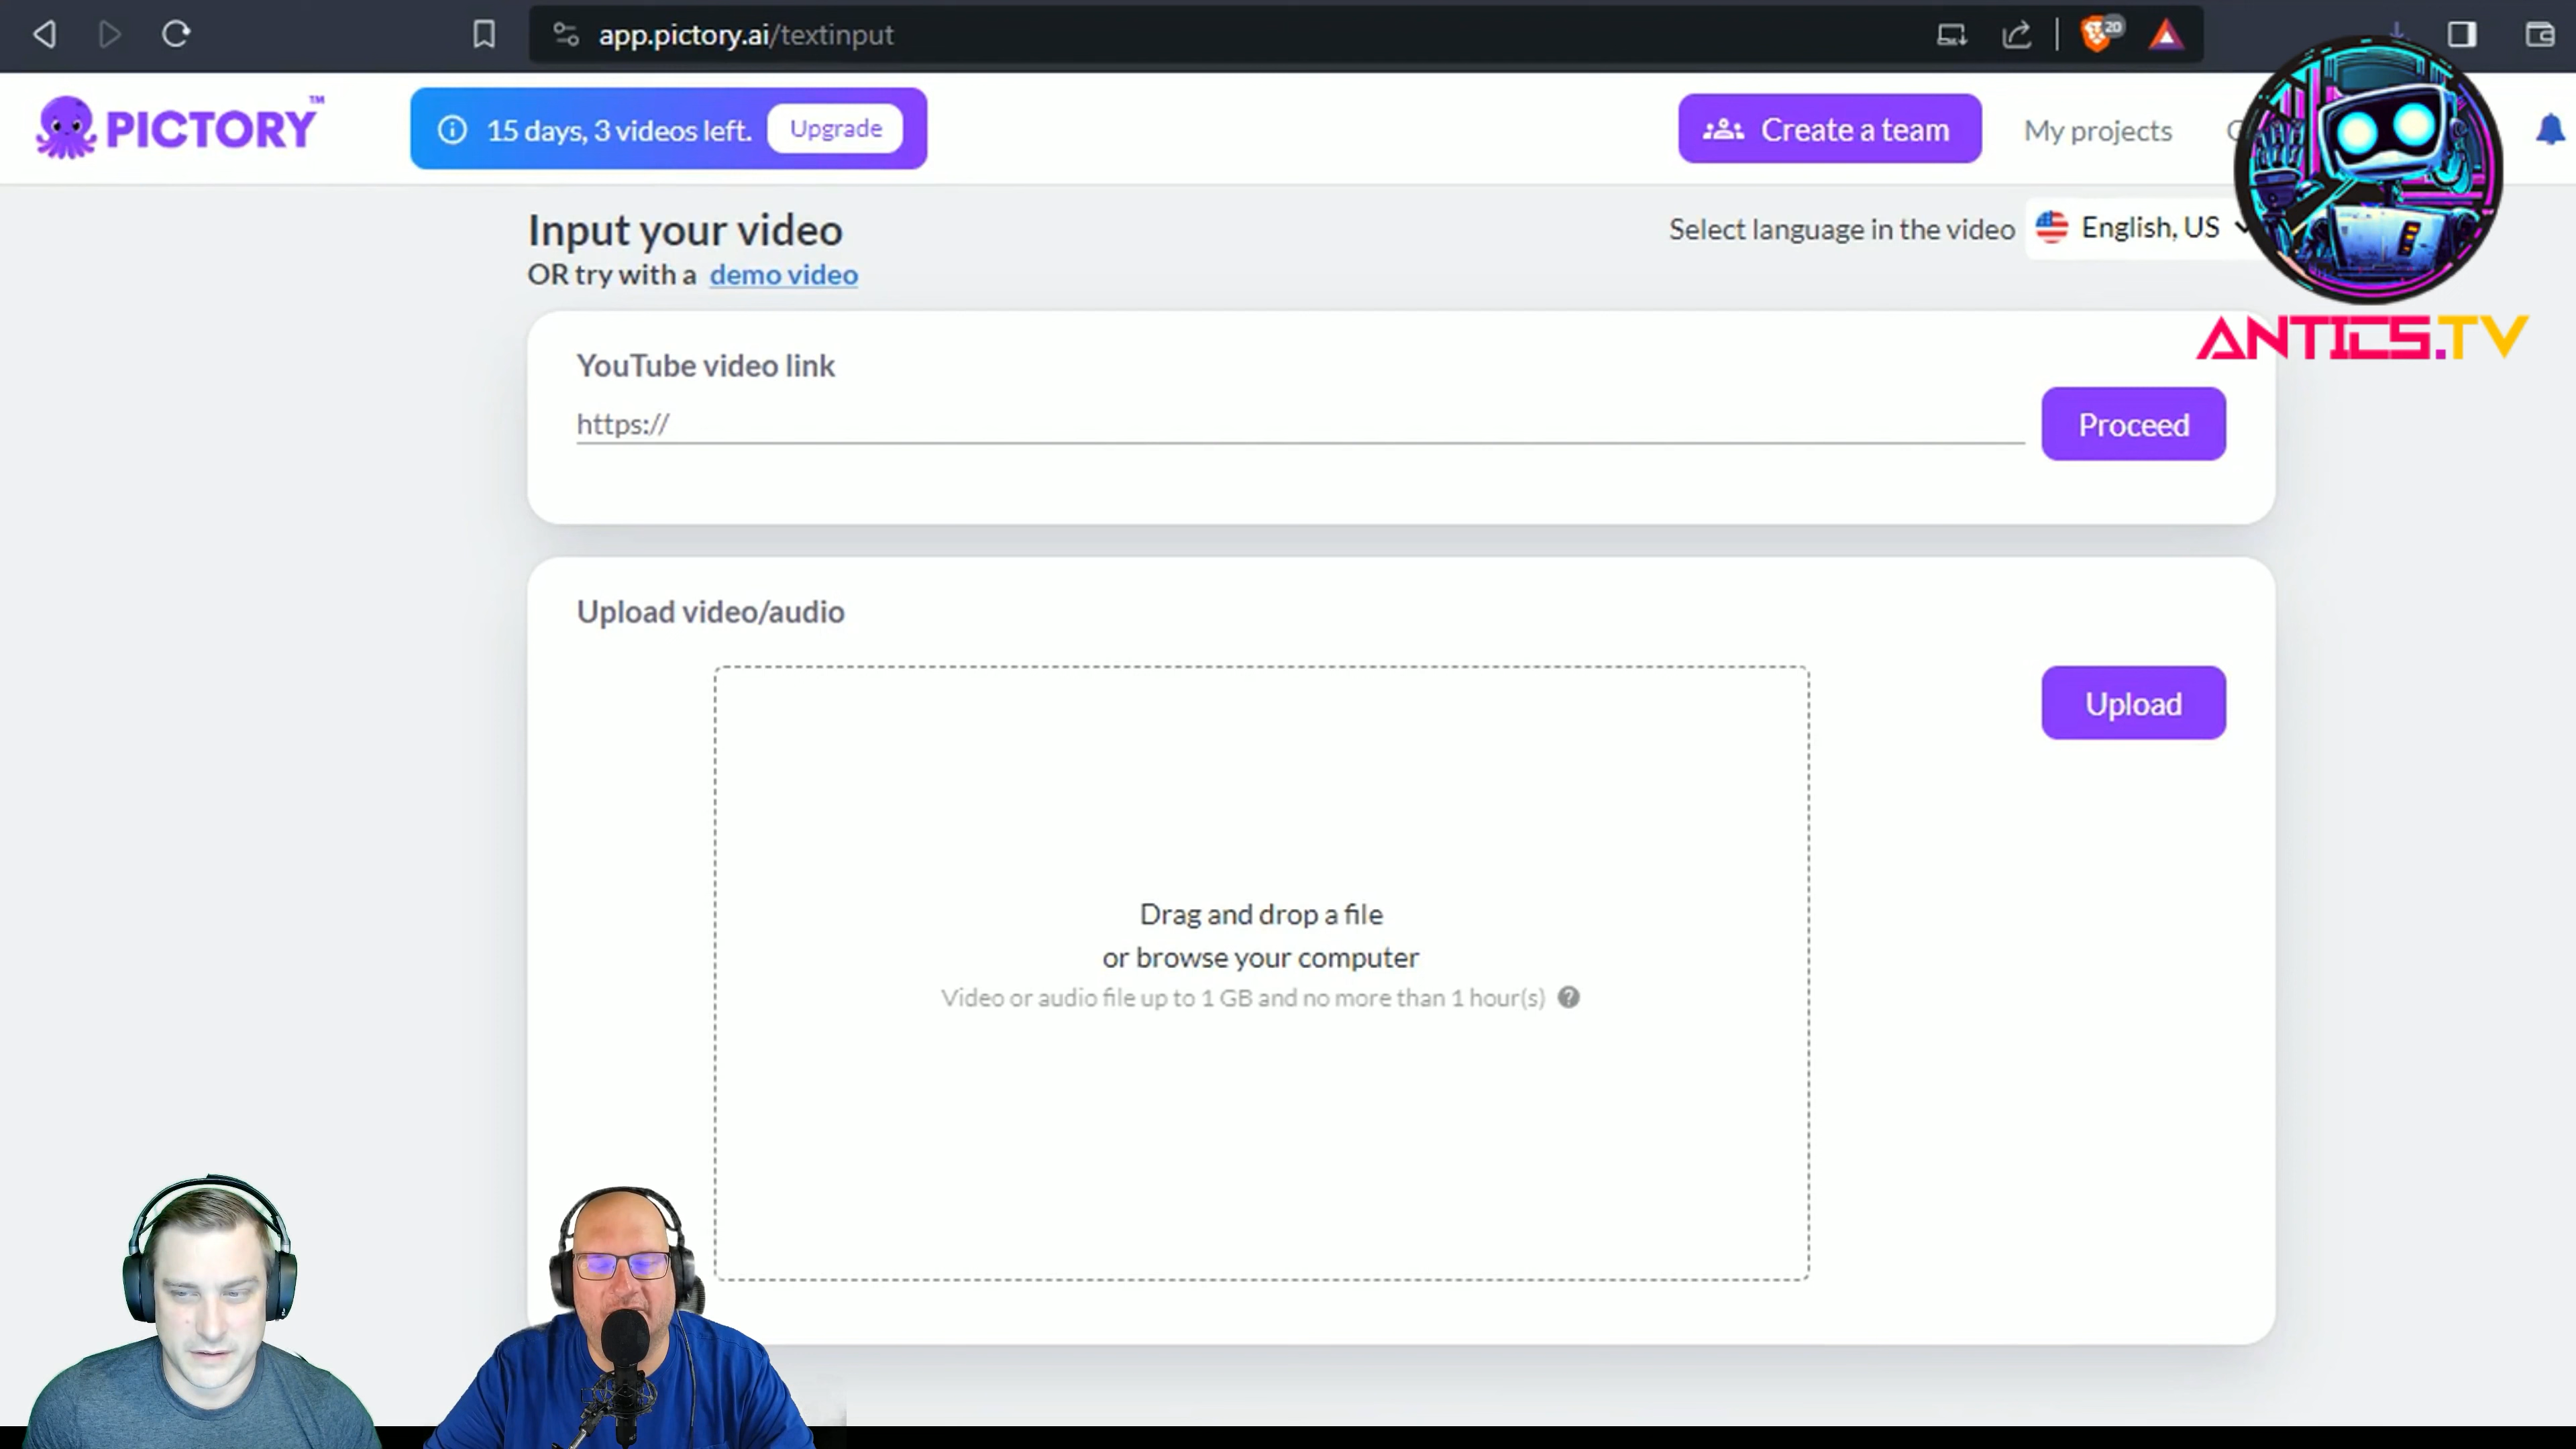 app.pictory.ai/textinput
20
PICTORY™
15 days, 3 videos left.
Upgrade
Create a team
My projects
Input your video
OR try with a demo video
Select language in the video
English, US
ANTICS.TV
YouTube video link
https://
Proceed
Upload video/audio
Upload
Drag and drop a file
or browse your computer
Video or audio file up to 1 GB and no more than 1 hour(s)